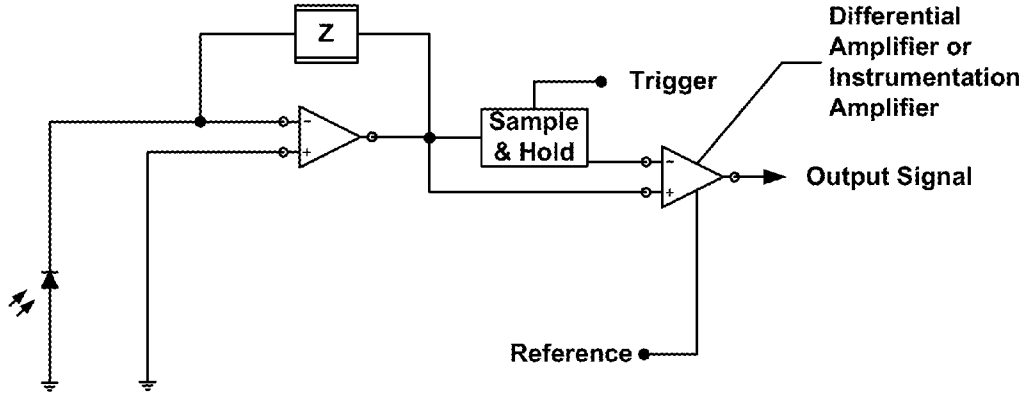 Z
Differential
Amplifier or
Instrumentation
Amplifier
Trigger
Sample
& Hold
-
+
-
+
Output Signal
Reference